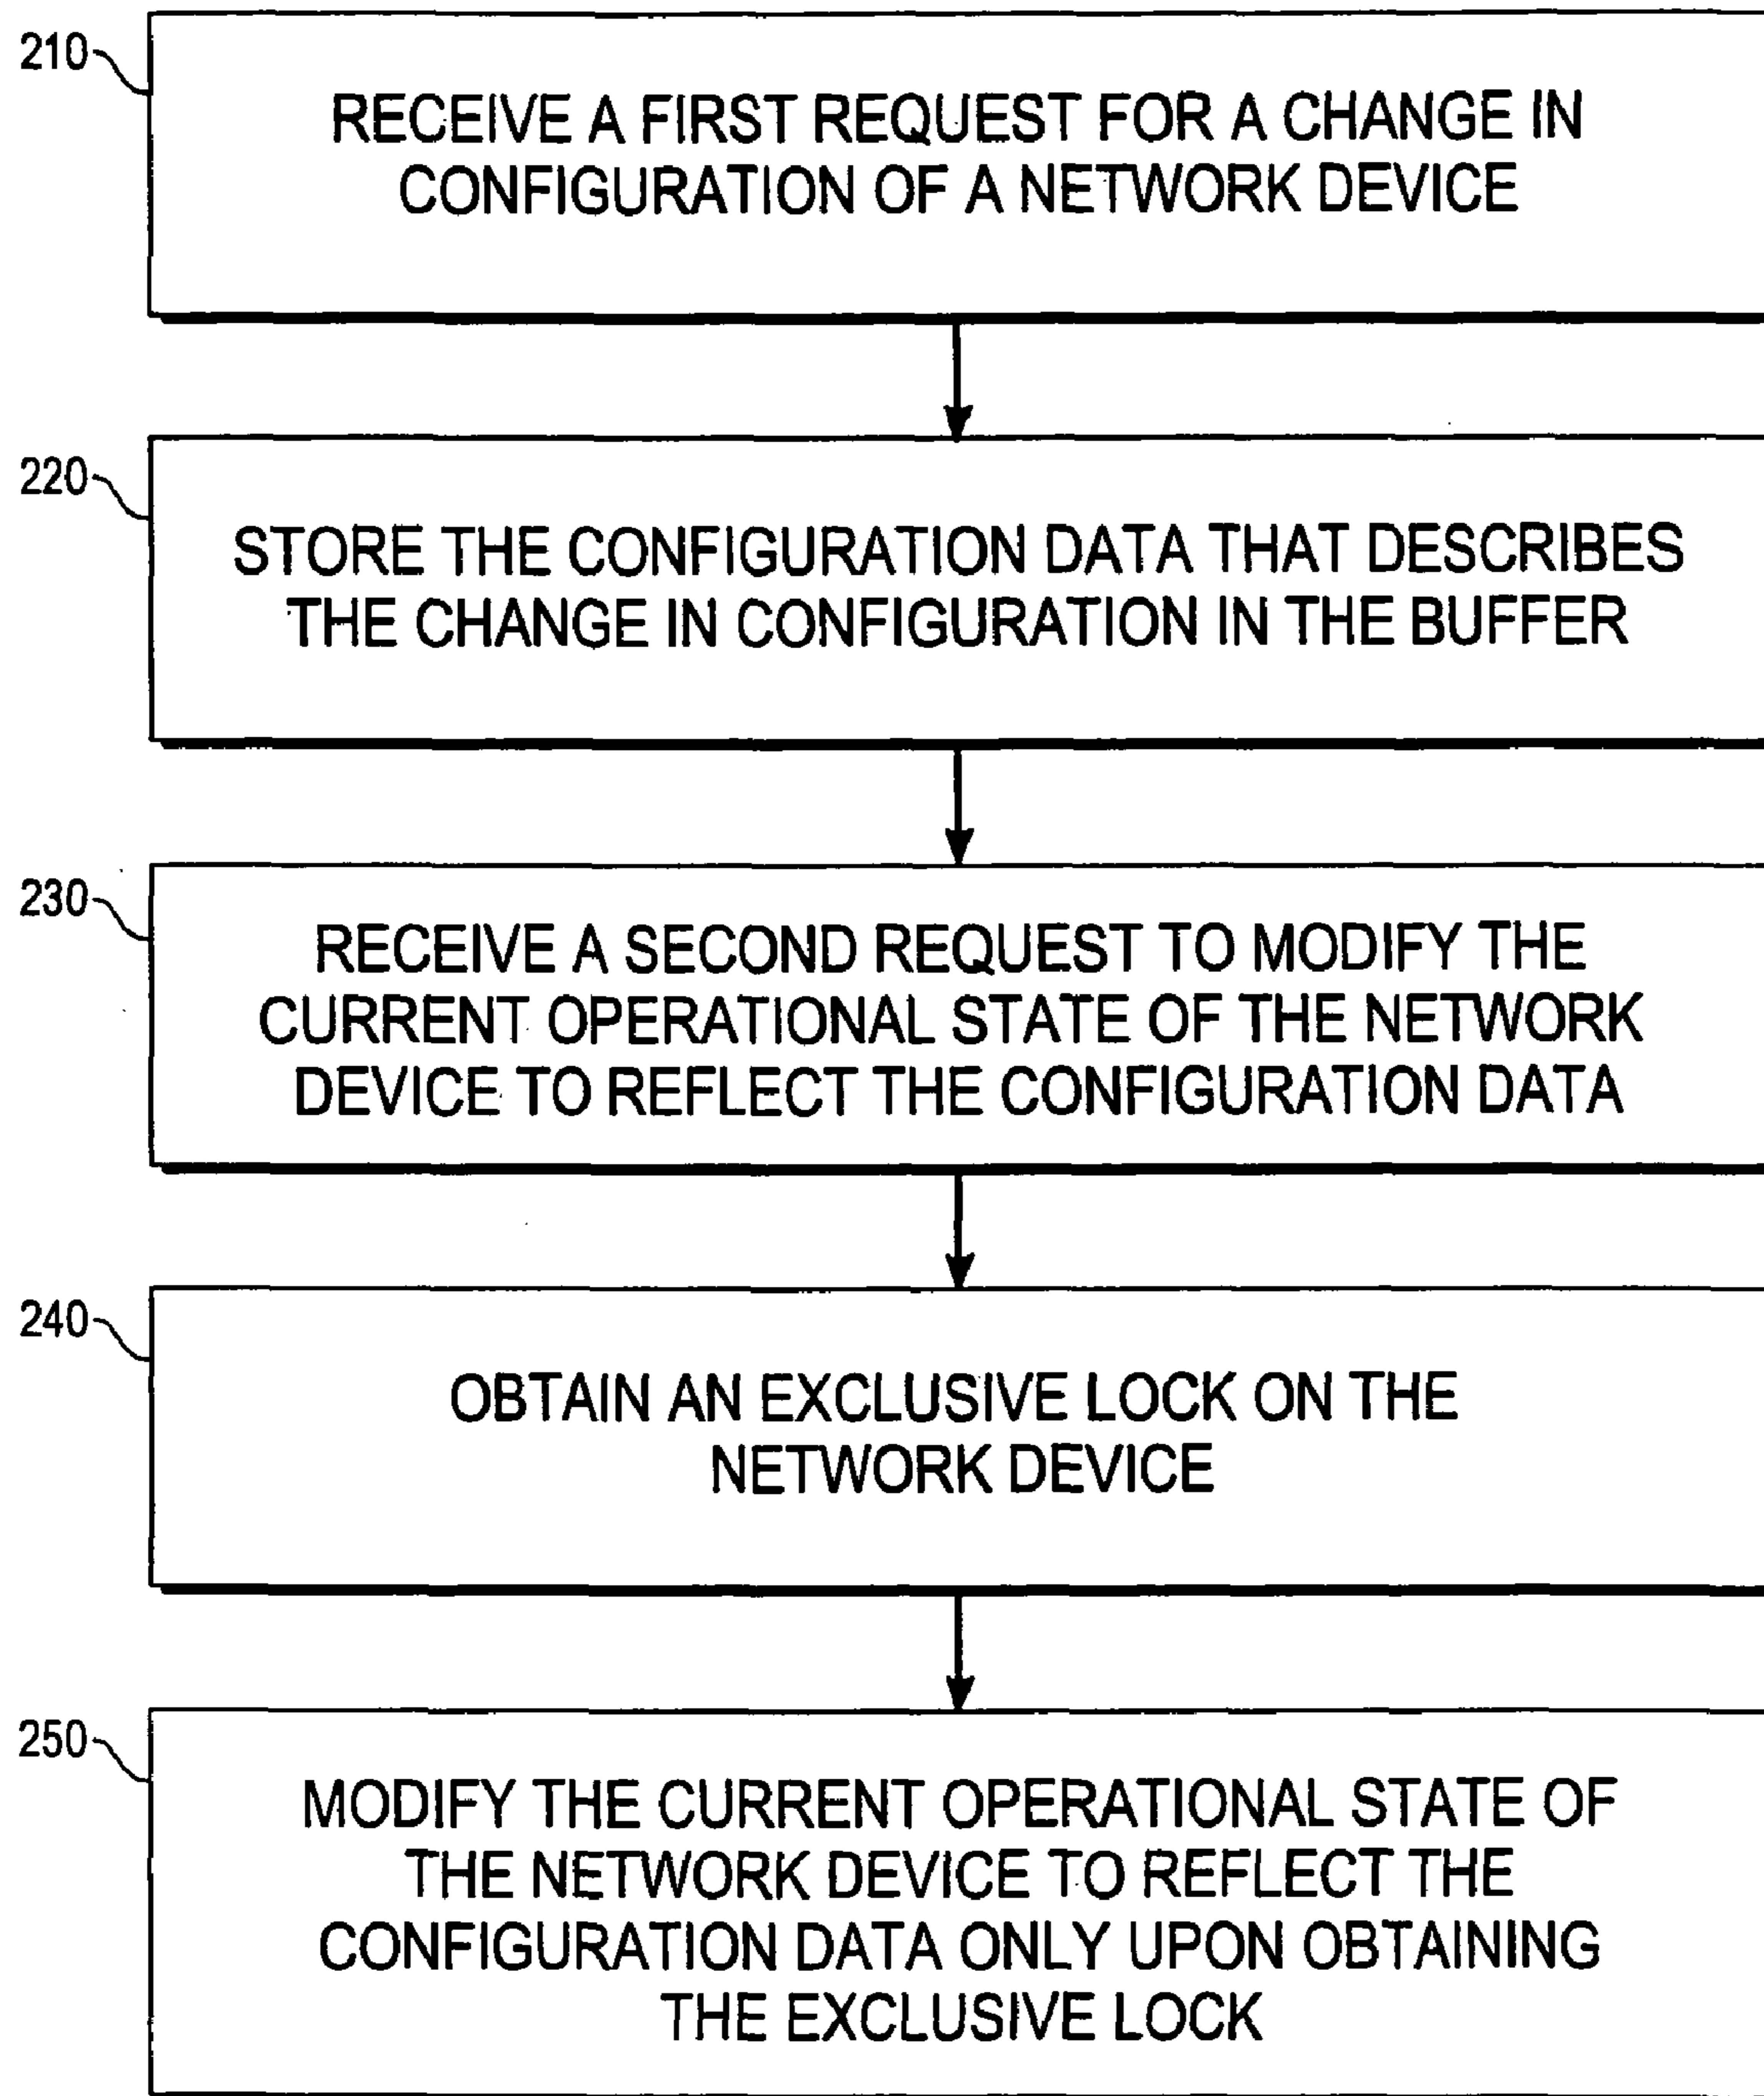 210
RECEIVE A FIRST REQUEST FOR A CHANGE IN
CONFIGURATION OF A NETWORK DEVICE
220
STORE THE CONFIGURATION DATA THAT DESCRIBES
THE CHANGE IN CONFIGURATION IN THE BUFFER
230
RECEIVE A SECOND REQUEST TO MODIFY THE
CURRENT OPERATIONAL STATE OF THE NETWORK
DEVICE TO REFLECT THE CONFIGURATION DATA
240
OBTAIN AN EXCLUSIVE LOCK ON THE
NETWORK DEVICE
250
MODIFY THE CURRENT OPERATIONAL STATE OF
THE NETWORK DEVICE TO REFLECT THE
CONFIGURATION DATA ONLY UPON OBTAINING
THE EXCLUSIVE LOCK